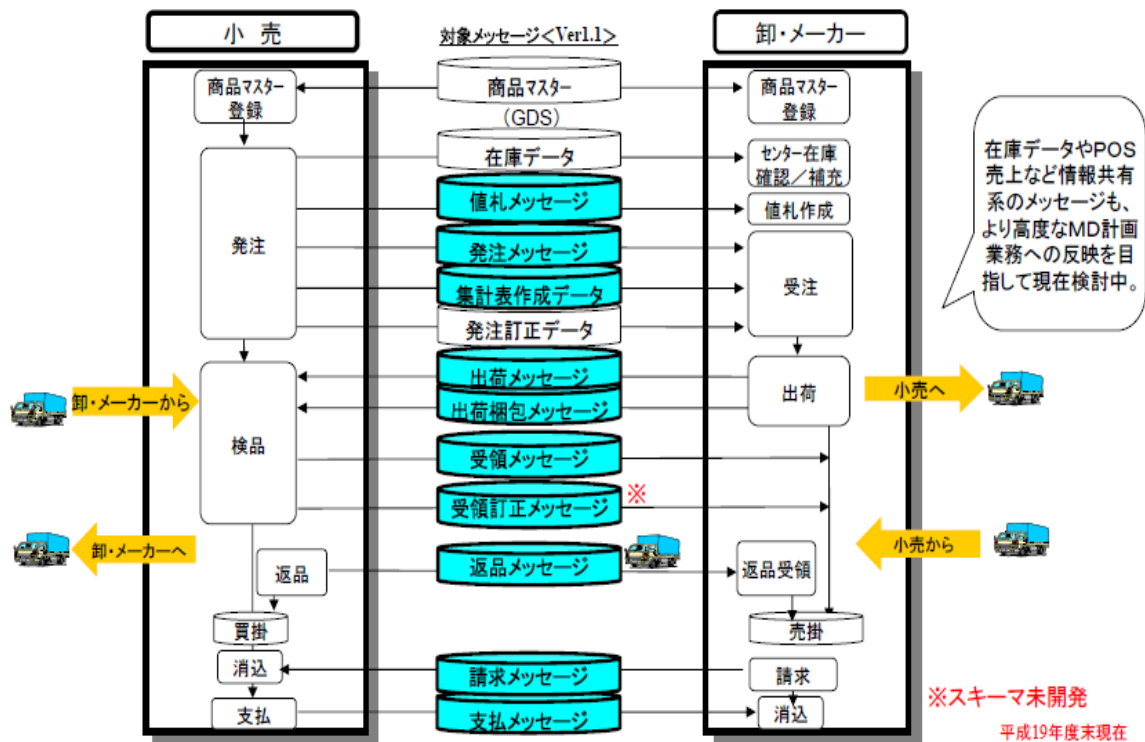 小 売
対象メッセージ<Ver1.1>
卸・メーカー
商品マスター
登録
商品マスター
(GDS)
商品マスター
登録
発注
在庫データ
センター在庫
確認／補充
値札メッセージ
値札作成
発注メッセージ
集計表作成データ
発注訂正データ
受注
在庫データやPOS
売上など情報共有
系のメッセージも、
より高度なMD計画
業務への反映を目
指して現在検討中。
卸・メーカーから
検品
出荷メッセージ
出荷梱包メッセージ
出荷
小売へ
受領メッセージ
受領訂正メッセージ
※
卸・メーカーへ
小売から
返品
返品メッセージ
返品受領
買掛
売掛
消込
請求メッセージ
請求
支払
支払メッセージ
消込
※スキーマ未開発
平成19年度末現在